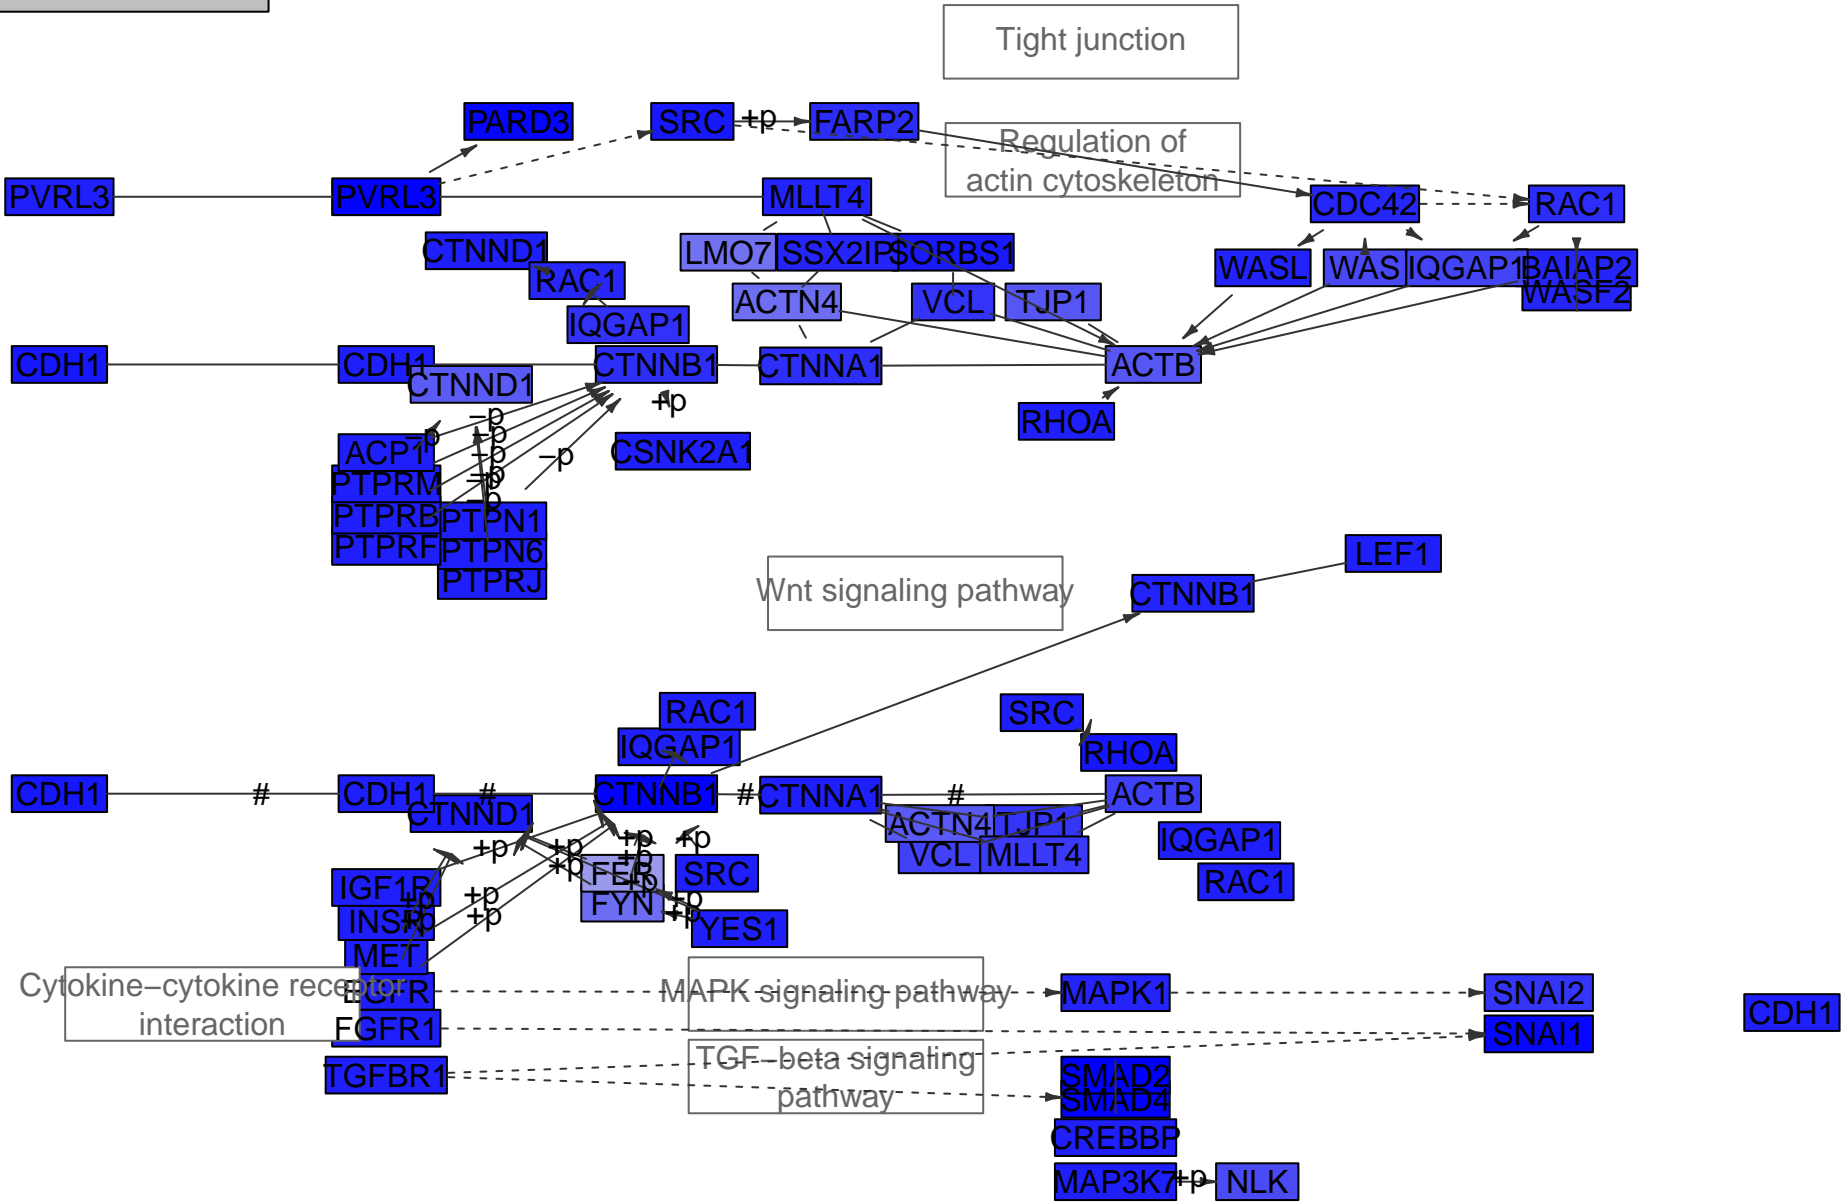 Tight junction
PARD3
SRC
+p
FARP2
Regulation of
actin cytoskeleton
PVRL3
PVRL3
MLLT4
CDC42
RAC1
CTNND1
LMO7
SSX2IP
SORBS1
RAC1
WASL
WAS
IQGAP1
BAIAP2
WASF2
ACTN4
VCL
TJP1
IQGAP1
CDH1
CDH1
CTNNB1
CTNNA1
ACTB
CTNND1
+p
RHOA
−p
−p
−p
−p
−p
−p
−p
−p
ACP1
CSNK2A1
PTPRM
PTPRB
PTPN1
PTPRF
PTPN6
PTPRJ
LEF1
Wnt signaling pathway
CTNNB1
RAC1
SRC
IQGAP1
RHOA
CDH1
#
CDH1
#
CTNNB1
#
CTNNA1
#
ACTB
CTNND1
ACTN4
TJP1
+p
+p
+p
+p
IQGAP1
VCL
MLLT4
+p
+p
FER
+p
SRC
RAC1
IGF1R
+p
+p
+p
FYN
+p
+p
INSR
+p
+p
YES1
MET
Cytokine−cytokine receptor
interaction
EGFR
MAPK signaling pathway
MAPK1
SNAI2
CDH1
FGFR1
SNAI1
TGF−beta signaling
pathway
TGFBR1
SMAD2
SMAD4
CREBBP
MAP3K7
+p
NLK